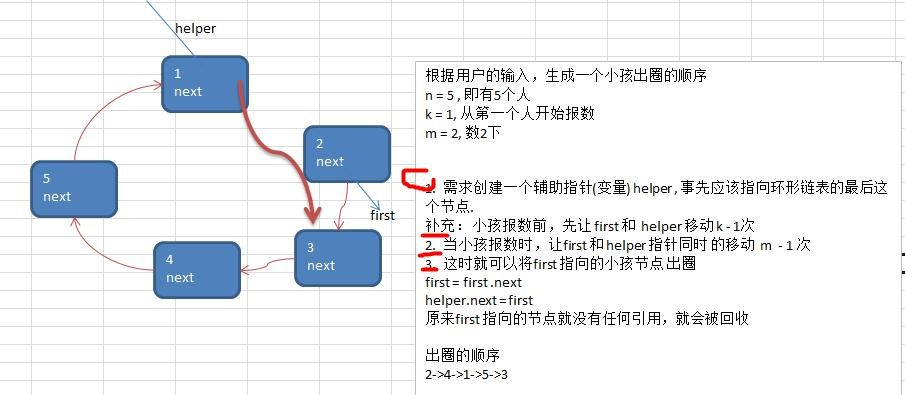 helper
1
next
2
next
first
3
next
4
next
5
next
根据用户的输入，生成一个小孩出圈的顺序
n = 5 , 即有5个人
k = 1, 从第一个人开始报数
m = 2, 数2下
1. 需求创建一个辅助指针(变量) helper , 事先应该指向环形链表的最后这
个节点.
补充： 小孩报数前，先让 first 和 helper 移动 k - 1次
2. 当小孩报数时，让first 和 helper 指针同时 的移动 m - 1 次
3. 这时就可以将first 指向的小孩节点 出圈
first = first .next
helper.next = first
原来first 指向的节点就没有任何引用，就会被回收
出圈的顺序
2->4->1->5->3